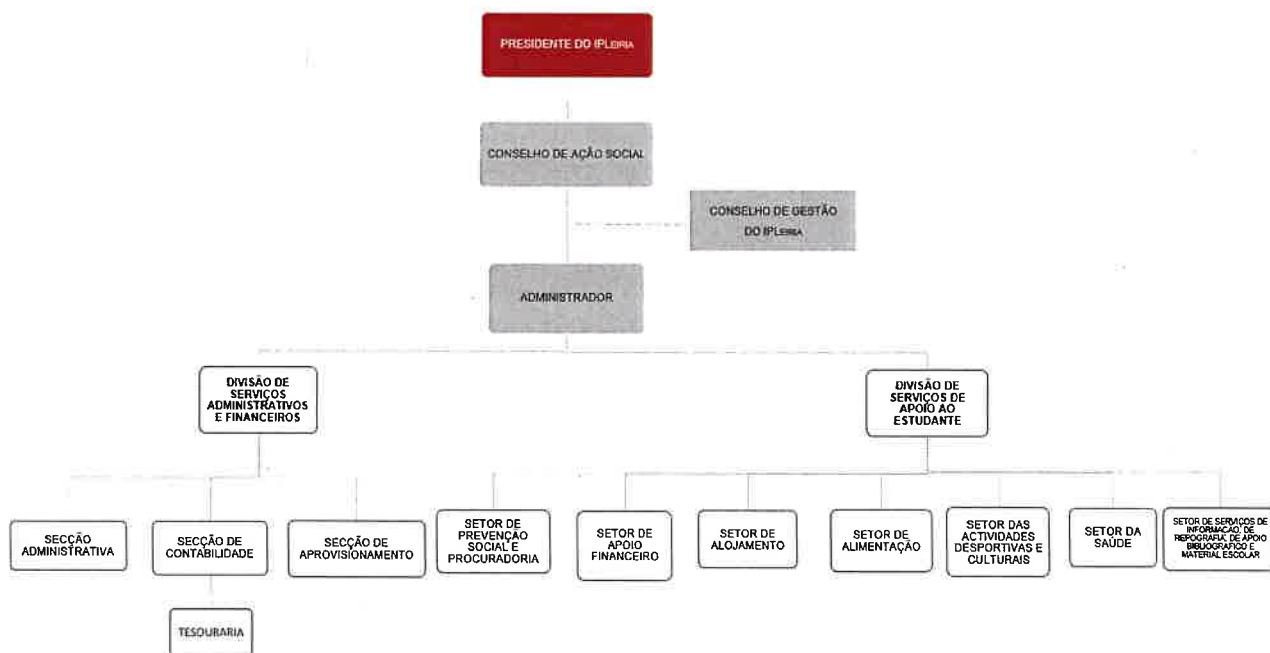 PRESIDENTE DO IPLEIRIA
CONSELHO DE AÇÃO SOCIAL
CONSELHO DE GESTÃO
DO IPLEIRIA
ADMINISTRADOR
DIVISÃO DE
SERVIÇOS
ADMINISTRATIVOS
E FINANCEIROS
DIVISÃO DE
SERVIÇOS DE
APOIO AO
ESTUDANTE
SECÇÃO
ADMINISTRATIVA
SECÇÃO DE
CONTABILIDADE
SECÇÃO DE
APROVISIONAMENTO
SETOR DE
PREVENÇÃO
SOCIAL E
PROCURADORIA
SETOR DE
APOIO
FINANCEIRO
SETOR DE
ALOJAMENTO
SETOR DE
ALIMENTAÇÃO
SETOR DAS
ACTIVIDADES
DESPORTIVAS E
CULTURAIS
SETOR DA
SAÚDE
SETOR DE SERVIÇOS DE
INFORMAÇÃO, DE
REPOGRAFIA, DE APOIO
BIBLIOGRAFICO E
MATERIAL ESCOLAR
TESOURARIA